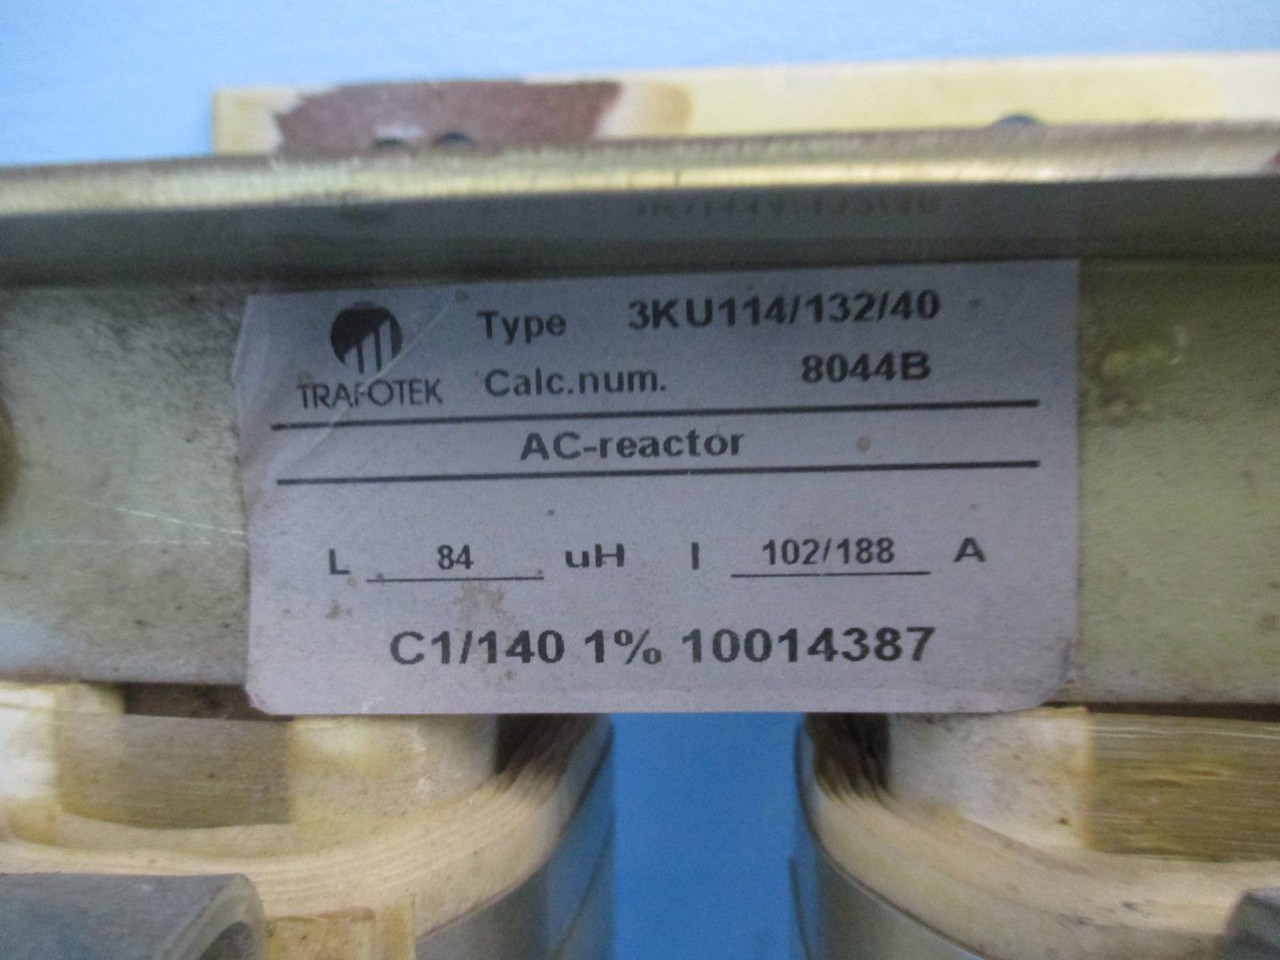 TRAFOTEK
Type 3KU114/132/40
Calc.num. 8044B
AC-reactor
L 84 uH I 102/188 A
C1/140 1% 10014387